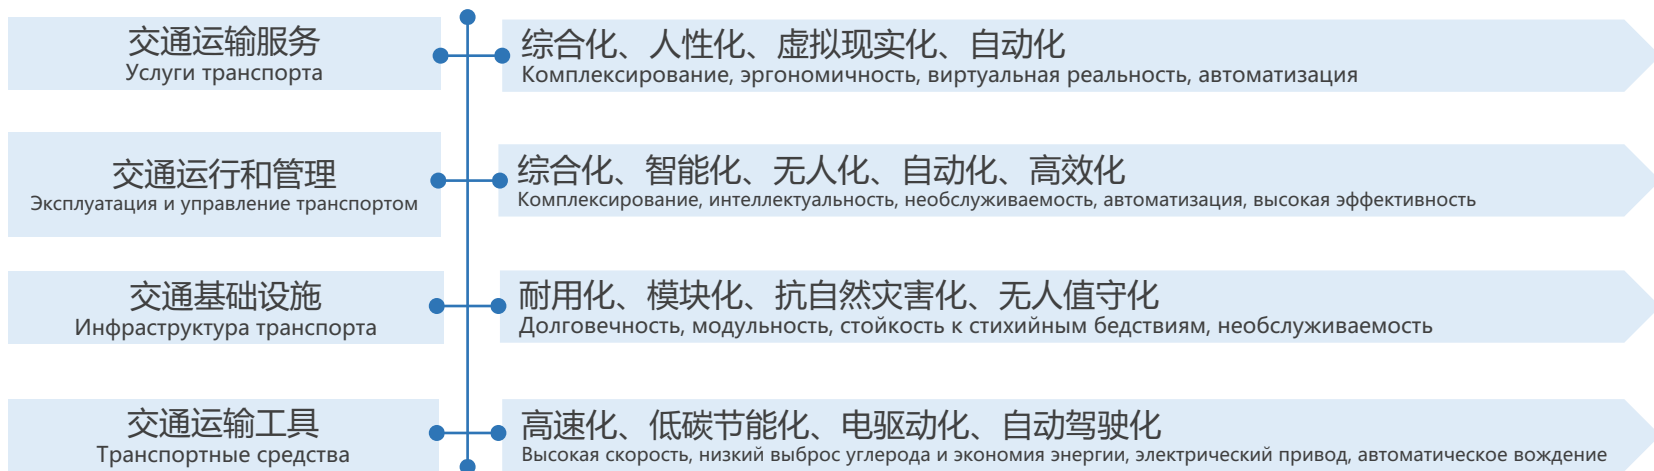 交通运输服务
Услуги транспорта
综合化、人性化、虚拟现实化、自动化
Комплексирование, эргономичность, виртуальная реальность, автоматизация
交通运行和管理
Эксплуатация и управление транспортом
综合化、智能化、无人化、自动化、高效化
Комплексирование, интеллектуальность, необслуживаемость, автоматизация, высокая эффективность
交通基础设施
Инфраструктура транспорта
耐用化、模块化、抗自然灾害化、无人值守化
Долговечность, модульность, стойкость к стихийным бедствиям, необслуживаемость
交通运输工具
Транспортные средства
高速化、低碳节能化、电驱动化、自动驾驶化
Высокая скорость, низкий выброс углерода и экономия энергии, электрический привод, автоматическое вождение